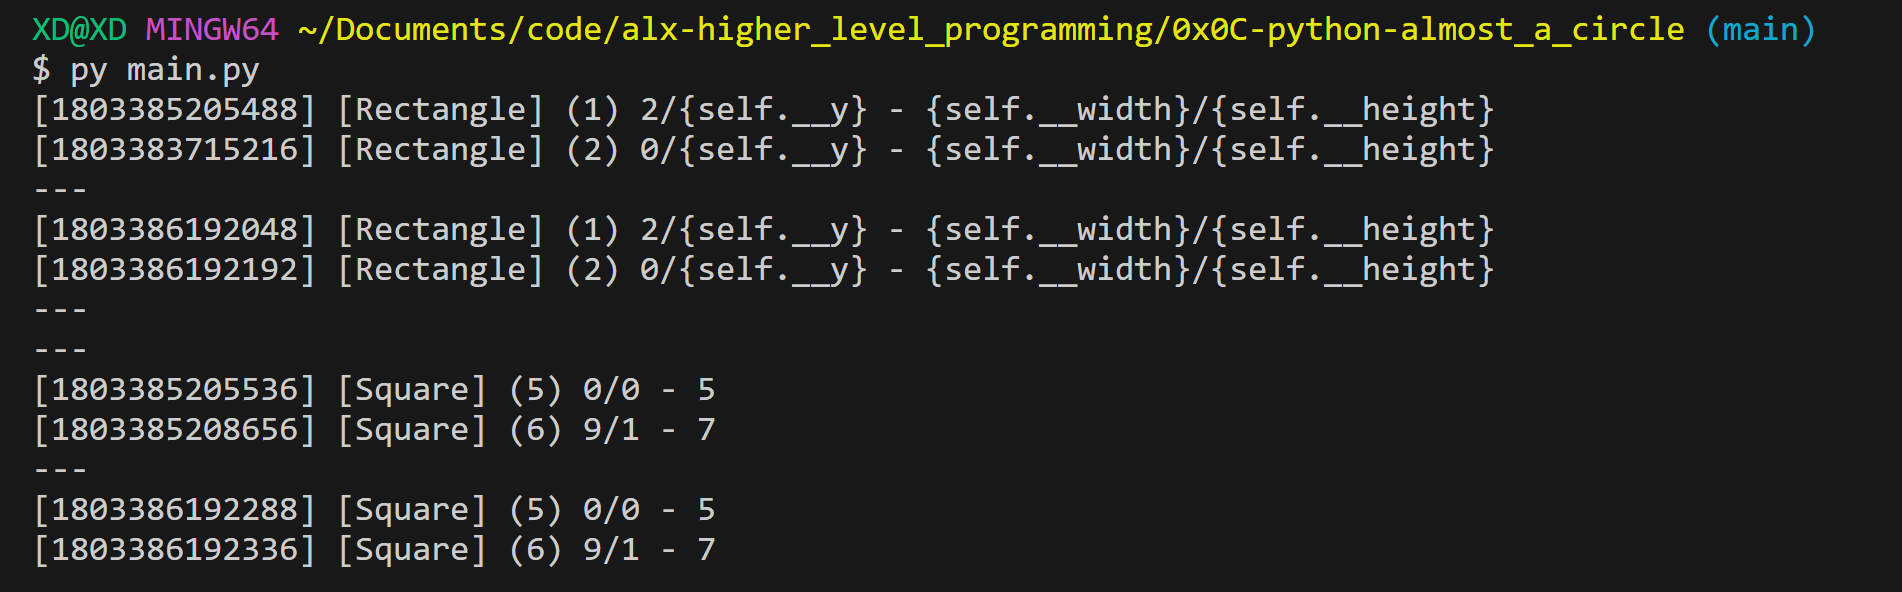 XD@XD MINGW64 ~/Documents/code/alx-higher_level_programming/0x0C-python-almost_a_circle (main)
$ py main.py
[1803385205488] [Rectangle] (1) 2/{self.__y} - {self.__width}/{self.__height}
[1803383715216] [Rectangle] (2) 0/{self.__y} - {self.__width}/{self.__height}
---
[1803386192048] [Rectangle] (1) 2/{self.__y} - {self.__width}/{self.__height}
[1803386192192] [Rectangle] (2) 0/{self.__y} - {self.__width}/{self.__height}
---
---
[1803385205536] [Square] (5) 0/0 - 5
[1803385208656] [Square] (6) 9/1 - 7
---
[1803386192288] [Square] (5) 0/0 - 5
[1803386192336] [Square] (6) 9/1 - 7